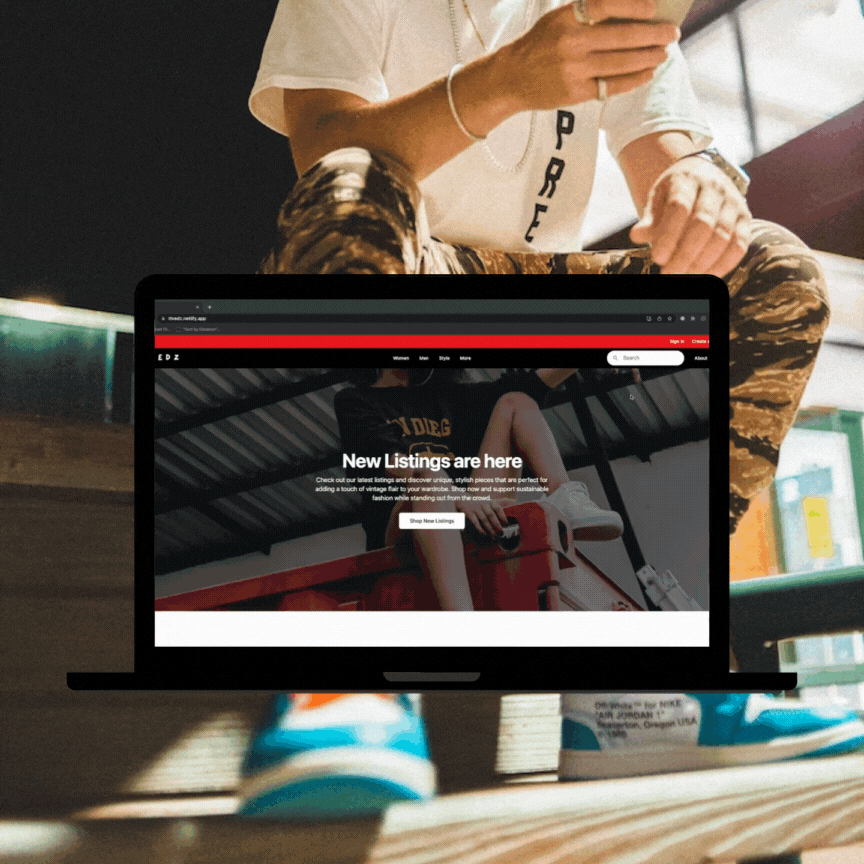 PRE
thredz.netlify.app
Sign in Create
EDZ
Women Men Style More
Search
About
New Listings are here
Check out our latest listings and discover unique, stylish pieces that are perfect for
adding a touch of vintage flair to your wardrobe. Shop now and support sustainable
fashion while standing out from the crowd.
Shop New Listings
N DIEG
for NIKE
"AIR JORDAN 1"
Beaverton, Oregon USA
© 1985